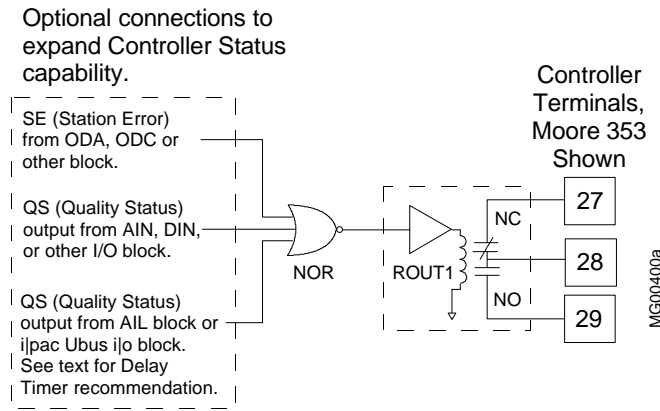 Optional connections to
expand Controller Status
capability.
SE (Station Error)
from ODA, ODC or
other block.
QS (Quality Status)
output from AIN, DIN,
or other I/O block.
QS (Quality Status)
output from AIL block or
i|pac Ubus i|o block.
See text for Delay
Timer recommendation.
NOR
ROUT1
NC
NO
Controller
Terminals,
Moore 353
Shown
27
28
29
MG00400a